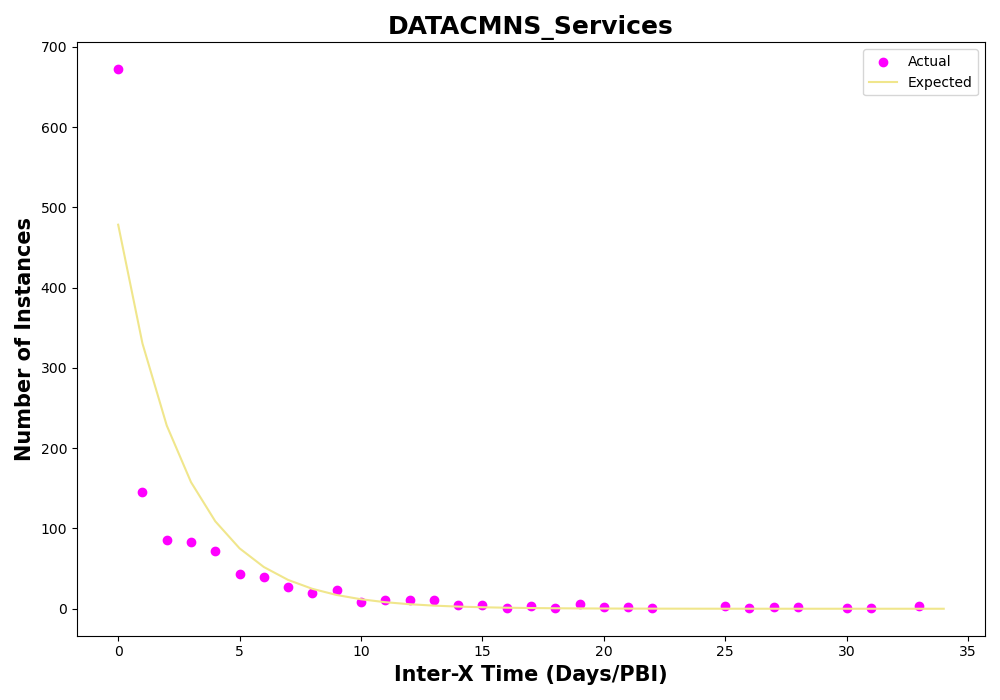 DATACMNS_Services
700
600
500
400
300
200
100
0
Number of Instances
Actual
Expected
0 5 10 15 20 25 30 35
Inter-X Time (Days/PBI)